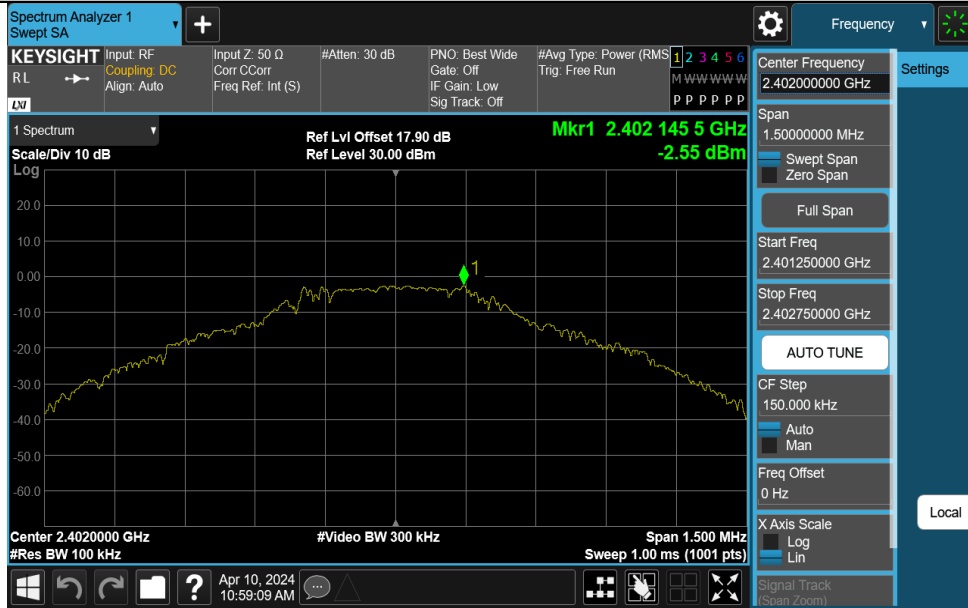 Spectrum Analyzer 1
Swept SA
+
Frequency
KEYSIGHT
RL
LXI
Input: RF
Coupling: DC
Align: Auto
Input Z: 50 Ω
Corr CCorr
Freq Ref: Int (S)
#Atten: 30 dB
PNO: Best Wide
Gate: Off
IF Gain: Low
Sig Track: Off
#Avg Type: Power (RMS
Trig: Free Run
1 2 3 4 5 6
M W W W W W
P P P P P P
1 Spectrum
Scale/Div 10 dB
Log
Ref Lvl Offset 17.90 dB
Ref Level 30.00 dBm
Mkr1 2.402 145 5 GHz
-2.55 dBm
20.0
10.0
0.00
-10.0
-20.0
-30.0
-40.0
-50.0
-60.0
1
Center 2.4020000 GHz
#Res BW 100 kHz
#Video BW 300 kHz
Span 1.500 MHz
Sweep 1.00 ms (1001 pts)
?
Apr 10, 2024
10:59:09 AM
Center Frequency
2.402000000 GHz
Span
1.50000000 MHz
Swept Span
Zero Span
Full Span
Start Freq
2.401250000 GHz
Stop Freq
2.402750000 GHz
AUTO TUNE
CF Step
150.000 kHz
Auto
Man
Freq Offset
0 Hz
X Axis Scale
Log
Lin
Signal Track
(Span Zoom)
Settings
Local